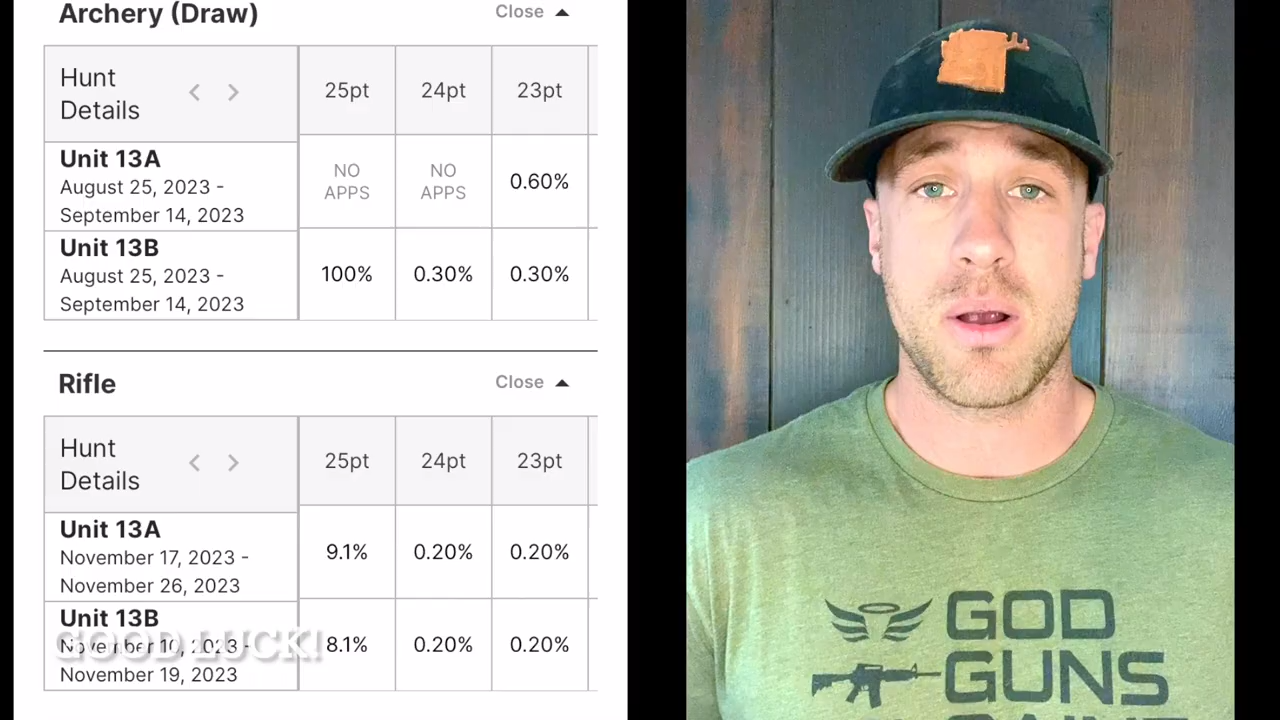 Archery (Draw)
Close
Hunt
Details
25pt
24pt
23pt
Unit 13A
August 25, 2023 -
September 14, 2023
NO
APPS
NO
APPS
0.60%
Unit 13B
August 25, 2023 -
September 14, 2023
100%
0.30%
0.30%
Rifle
Close
Hunt
Details
25pt
24pt
23pt
Unit 13A
November 17, 2023 -
November 26, 2023
9.1%
0.20%
0.20%
Unit 13B
November 10, 2023 -
November 19, 2023
8.1%
0.20%
0.20%
GOOD LUCK!
GOD
GUNS